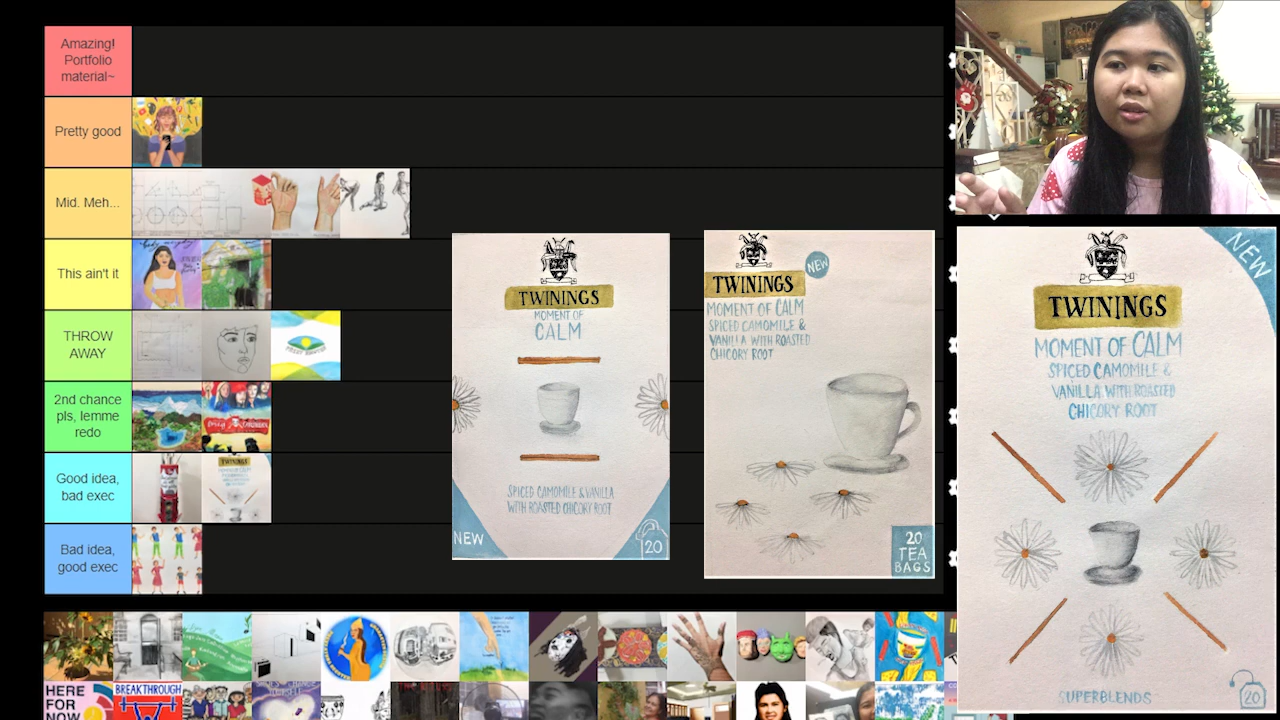 Amazing!
Portfolio
material~
Pretty good
Mid. Meh...
This ain't it
THROW
AWAY
2nd chance
pls, lemme
redo
Good idea,
bad exec
Bad idea,
good exec
TWININGS
MOMENT OF
CALM
SPICED CAMOMILE & VANILLA
WITH ROASTED CHICORY ROOT
NEW
20
TWININGS
NEW
MOMENT OF CALM
SPICED CAMOMILE &
VANILLA WITH ROASTED
CHICORY ROOT
20
TEA
BAGS
NEW
TWININGS
MOMENT OF CALM
SPICED CAMOMILE &
VANILLA WITH ROASTED
CHICORY ROOT
SUPERBLENDS
20
TWININGS
HERE
FOR
NOW
BREAKTHROUGH